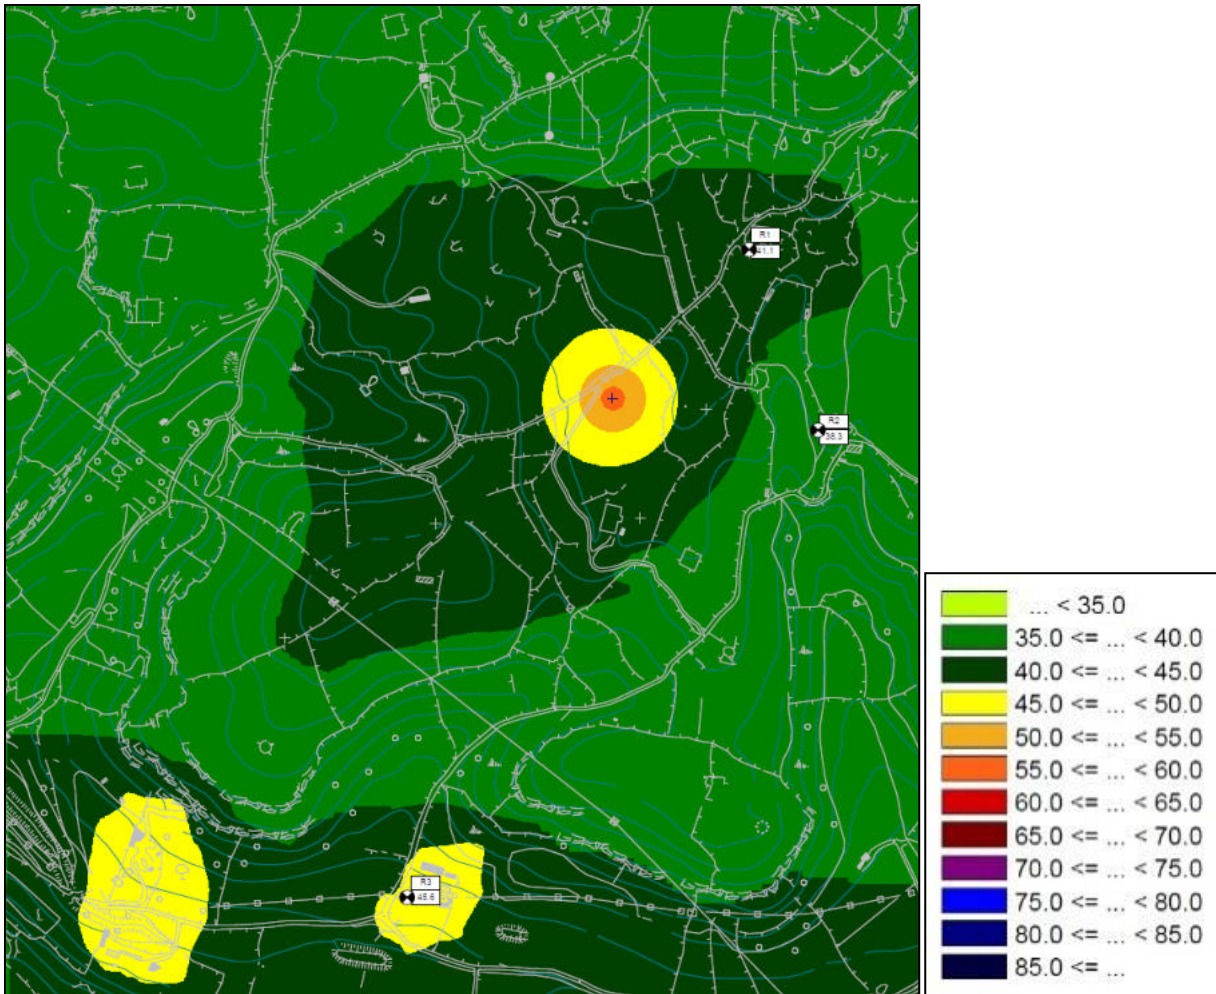 R1
41.1
R2
38.3
R3
45.6
... < 35.0
35.0 <= ... < 40.0
40.0 <= ... < 45.0
45.0 <= ... < 50.0
50.0 <= ... < 55.0
55.0 <= ... < 60.0
60.0 <= ... < 65.0
65.0 <= ... < 70.0
70.0 <= ... < 75.0
75.0 <= ... < 80.0
80.0 <= ... < 85.0
85.0 <= ...